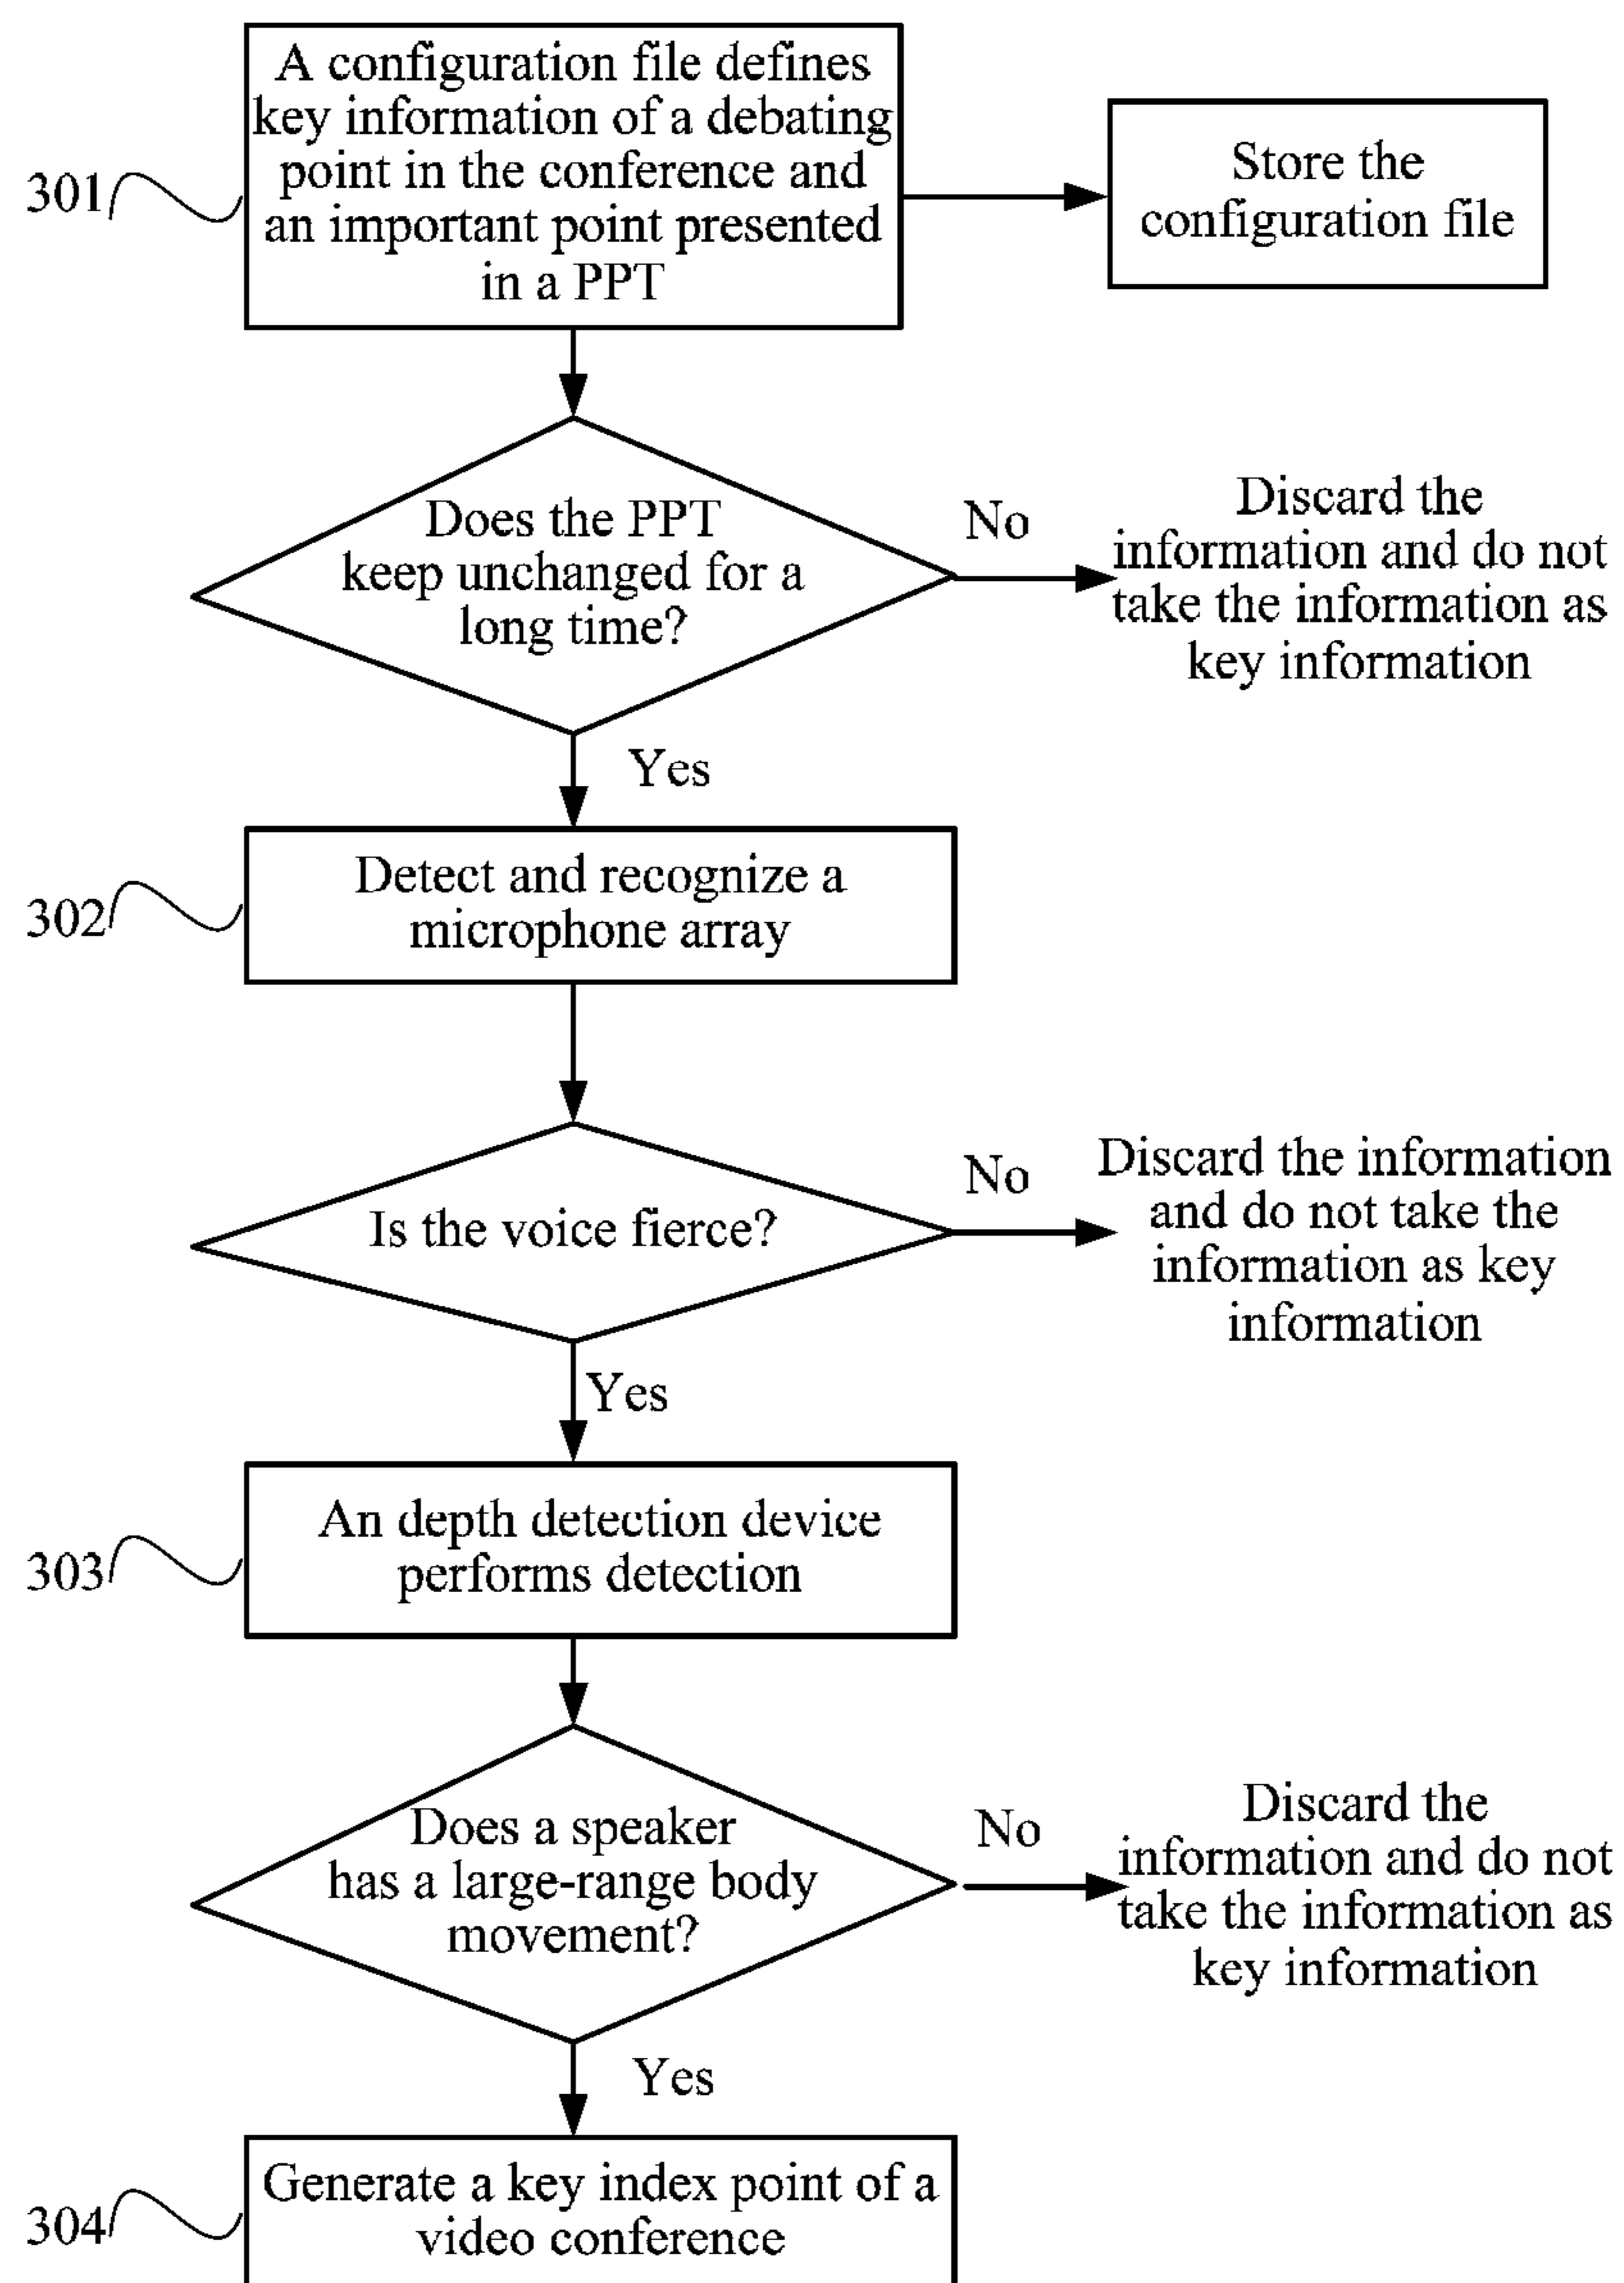 A configuration file defines
key information of a debating
point in the conference and
an important point presented
in a PPT
301
Store the
configuration file
Does the PPT
keep unchanged for a
long time?
No
Discard the
information and do not
take the information as
key information
Yes
Detect and recognize a
microphone array
302
Is the voice fierce?
No
Discard the information
and do not take the
information as key
information
Yes
An depth detection device
performs detection
303
Does a speaker
has a large-range body
movement?
No
Discard the
information and do not
take the information as
key information
Yes
Generate a key index point of a
video conference
304